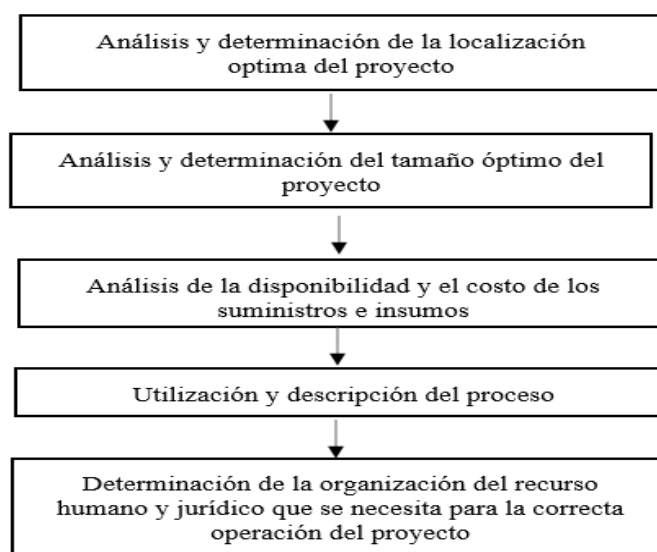 Análisis y determinación de la localización
optima del proyecto
Análisis y determinación del tamaño óptimo del
proyecto
Análisis de la disponibilidad y el costo de los
suministros e insumos
Utilización y descripción del proceso
Determinación de la organización del recurso
humano y jurídico que se necesita para la correcta
operación del proyecto